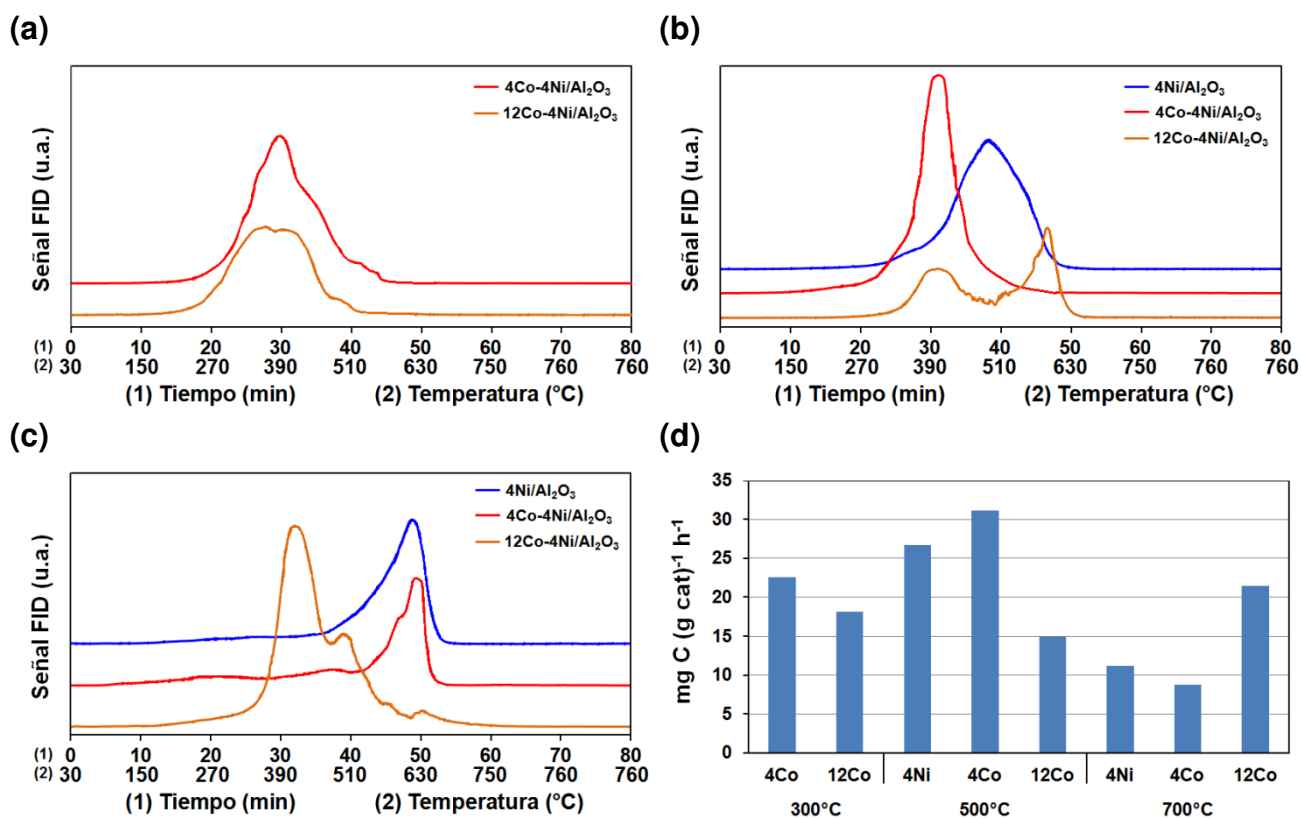 (a)
4Co-4Ni/Al₂O₃
12Co-4Ni/Al₂O₃
Señal FID (u.a.)
(1) 0 10 20 30 40 50 60 70 80
(2) 30 150 270 390 510 630 750 760 760
(1) Tiempo (min) (2) Temperatura (°C)
(b)
4Ni/Al₂O₃
4Co-4Ni/Al₂O₃
12Co-4Ni/Al₂O₃
Señal FID (u.a.)
(1) 0 10 20 30 40 50 60 70 80
(2) 30 150 270 390 510 630 750 760 760
(1) Tiempo (min) (2) Temperatura (°C)
(c)
4Ni/Al₂O₃
4Co-4Ni/Al₂O₃
12Co-4Ni/Al₂O₃
Señal FID (u.a.)
(1) 0 10 20 30 40 50 60 70 80
(2) 30 150 270 390 510 630 750 760 760
(1) Tiempo (min) (2) Temperatura (°C)
(d)
mg C (g cat)⁻¹ h⁻¹
35
30
25
20
15
10
5
0
4Co 12Co 4Ni 4Co 12Co 4Ni 4Co 12Co
300°C 500°C 700°C